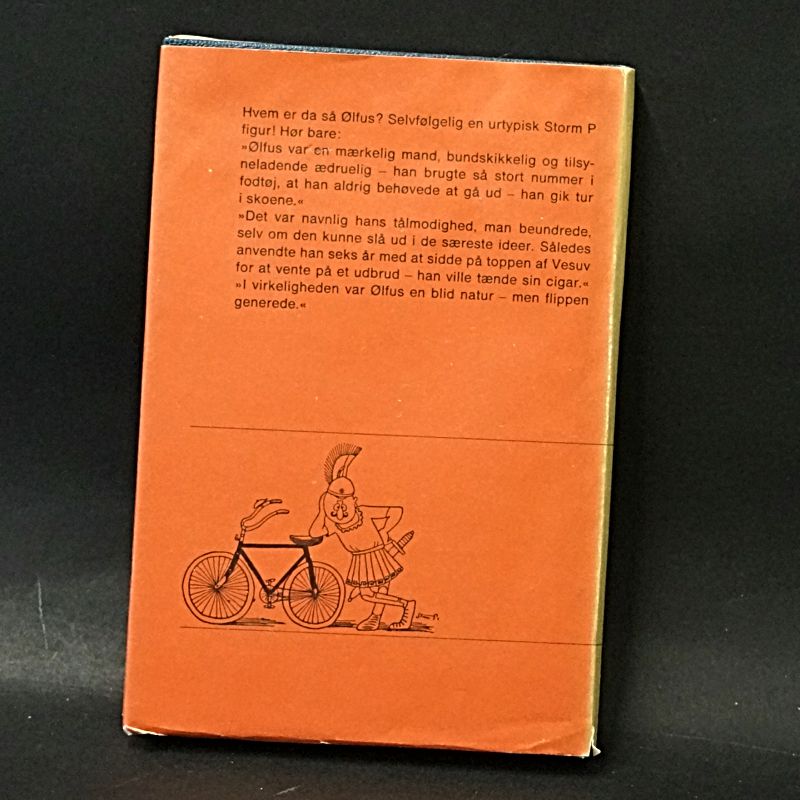 Hvem er da så Ølfus? Selvfølgelig en urtypisk Storm P
figur! Hør bare:
»Ølfus var en mærkelig mand, bundskikkelig og tilsy-
neladende ædruelig – han brugte så stort nummer i
fodtøj, at han aldrig behøvede at gå ud – han gik tur
i skoene.«
»Det var navnlig hans tålmodighed, man beundrede,
selv om den kunne slå ud i de særeste ideer. Således
anvendte han seks år med at sidde på toppen af Vesuv
for at vente på et udbrud – han ville tænde sin cigar.«
»I virkeligheden var Ølfus en blid natur – men flippen
generede.«
Storm P.